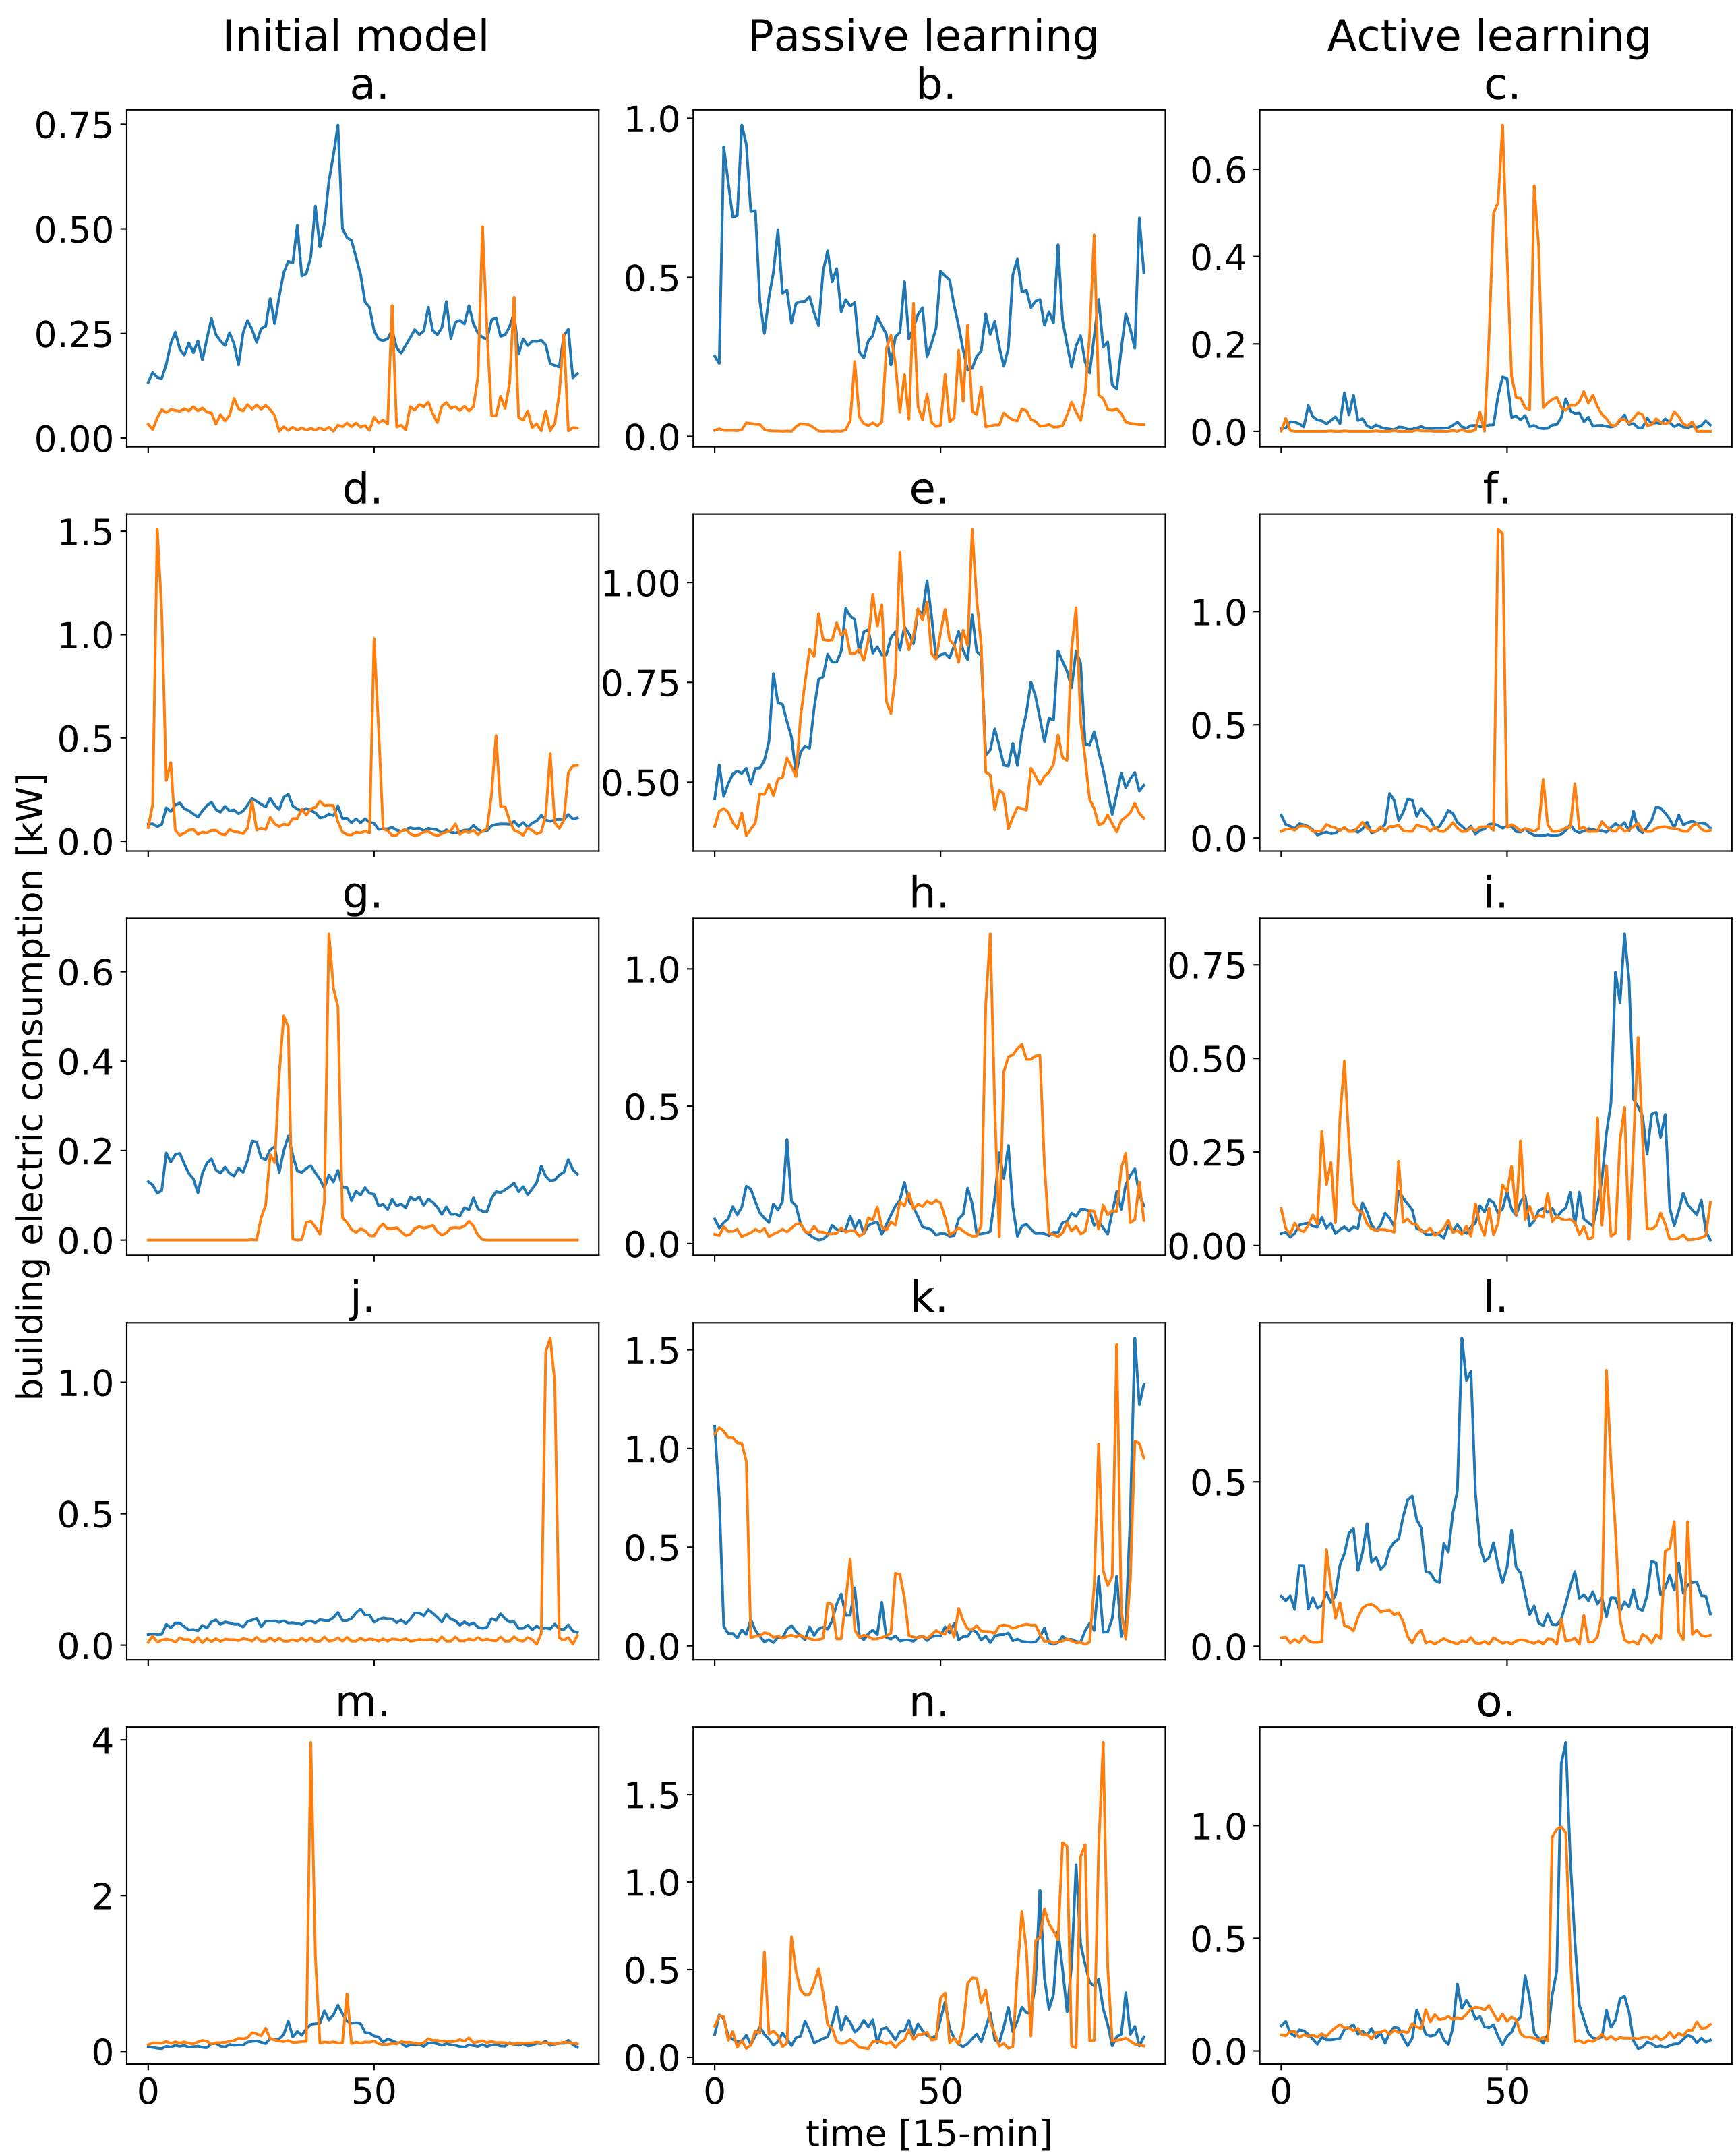 Initial model Passive learning Active learning
a. b. c.
0.75 1.0
0.6
0.50
0.5 0.4
0.25
0.2
0.00 0.0 0.0
d. e. f.
1.5
1.00
1.0 1.0
0.75
0.5 0.5
0.50
0.0 0.0
building electric consumption [kW]
g. h. i.
0.6 1.0 0.75
0.4 0.50
0.5
0.2 0.25
0.0 0.0 0.00
j. k. l.
1.5
1.0
1.0
0.5 0.5 0.5
0.0 0.0 0.0
m. n. o.
4
1.5
1.0
2 1.0
0.5 0.5
0 0.0 0.0
0 50 0 50 0 50
time [15-min]